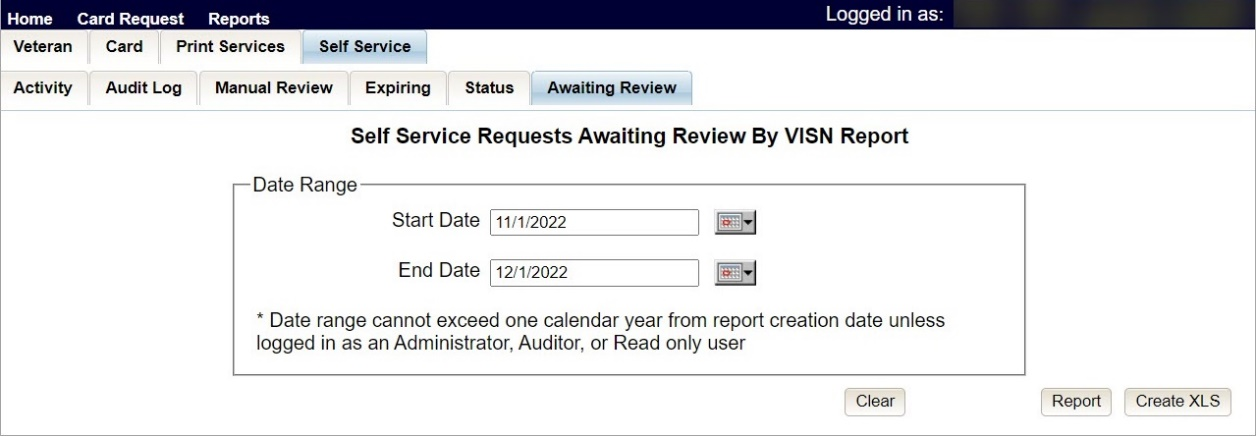 Home Card Request Reports Logged in as:
Veteran Card Print Services Self Service
Activity Audit Log Manual Review Expiring Status Awaiting Review
Self Service Requests Awaiting Review By VISN Report
Date Range
Start Date 11/1/2022
End Date 12/1/2022
* Date range cannot exceed one calendar year from report creation date unless
logged in as an Administrator, Auditor, or Read only user
Clear Report Create XLS